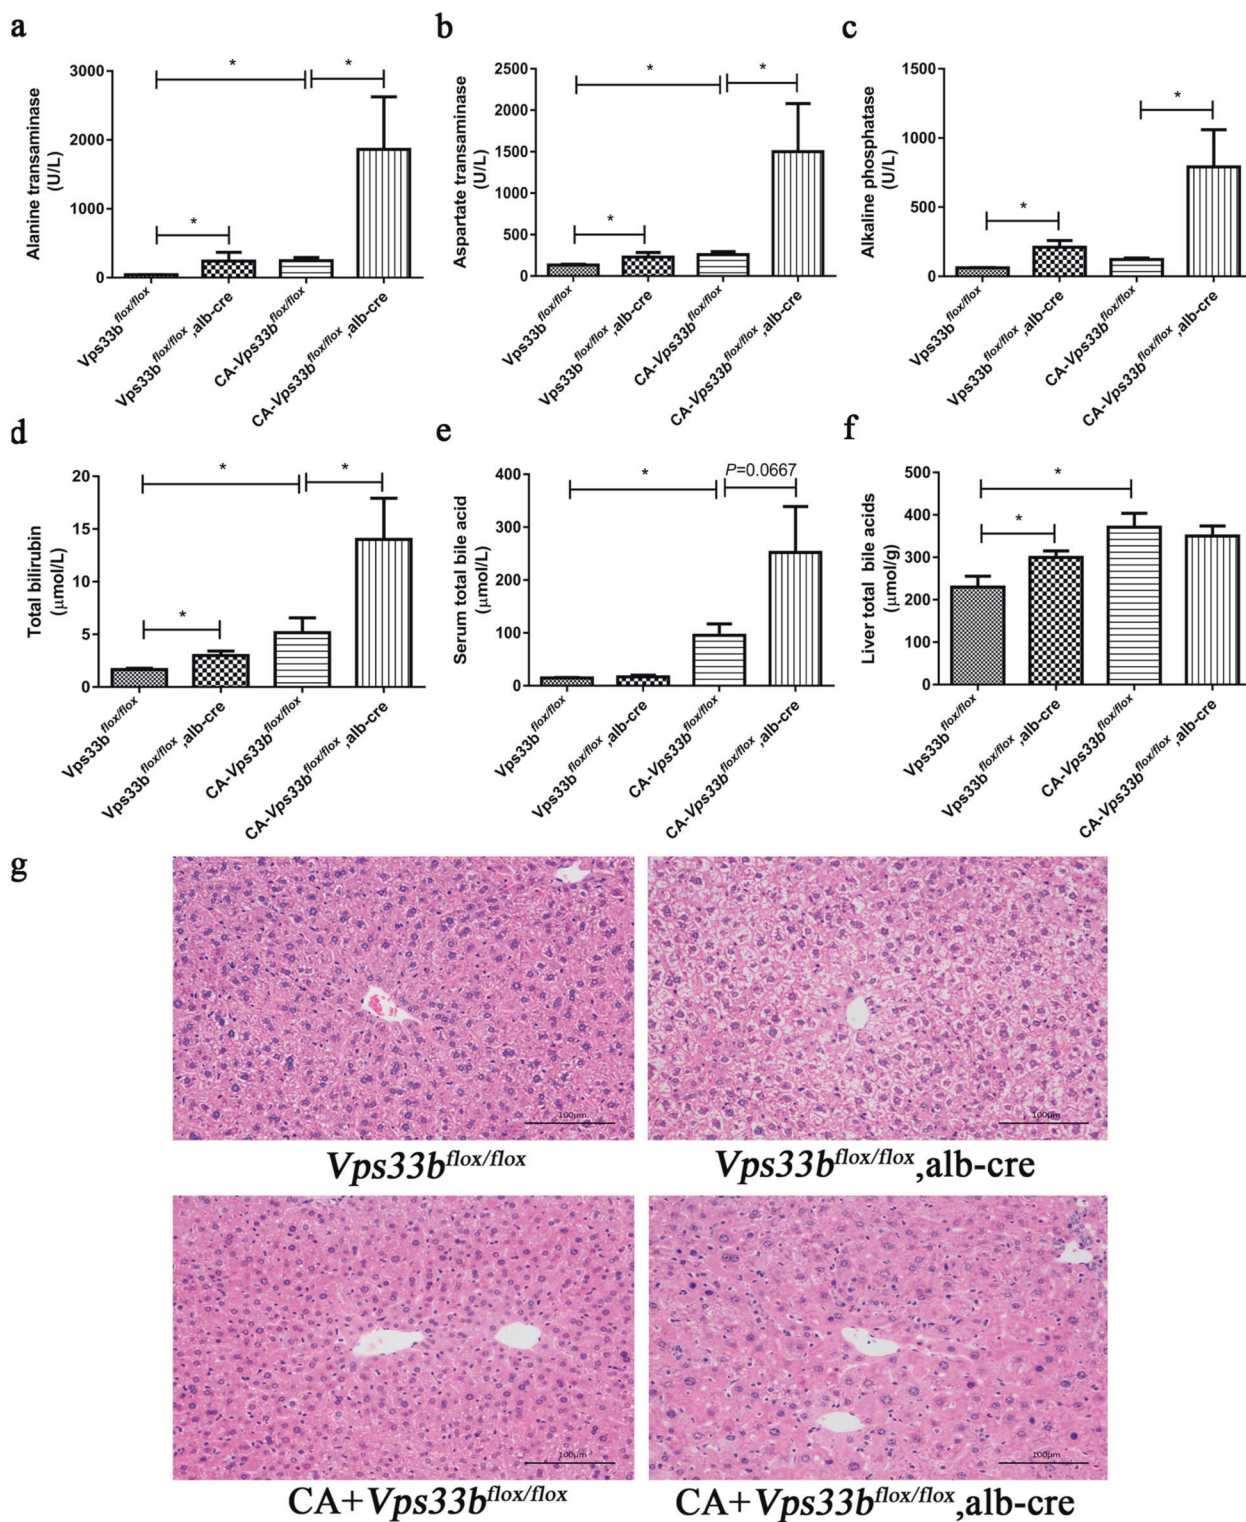 a
Alanine transaminase
(U/L)
3000
2000
1000
0
*
*
*
Vps33b flox/flox
Vps33b flox/flox ,alb-cre
CA-Vps33b flox/flox
CA-Vps33b flox/flox ,alb-cre
b
Aspartate transaminase
(U/L)
2500
2000
1500
1000
500
0
*
*
*
Vps33b flox/flox
Vps33b flox/flox ,alb-cre
CA-Vps33b flox/flox
CA-Vps33b flox/flox ,alb-cre
c
Alkaline phosphatase
(U/L)
1500
1000
500
0
*
*
Vps33b flox/flox
Vps33b flox/flox ,alb-cre
CA-Vps33b flox/flox
CA-Vps33b flox/flox ,alb-cre
d
Total bilirubin
(μmol/L)
20
15
10
5
0
*
*
*
Vps33b flox/flox
Vps33b flox/flox ,alb-cre
CA-Vps33b flox/flox
CA-Vps33b flox/flox ,alb-cre
e
Serum total bile acid
(μmol/L)
400
300
200
100
0
*
P=0.0667
Vps33b flox/flox
Vps33b flox/flox ,alb-cre
CA-Vps33b flox/flox
CA-Vps33b flox/flox ,alb-cre
f
Liver total bile acids
(μmol/g)
500
400
300
200
100
0
*
*
Vps33b flox/flox
Vps33b flox/flox ,alb-cre
CA-Vps33b flox/flox
CA-Vps33b flox/flox ,alb-cre
g
100μm
100μm
Vps33b flox/flox
Vps33b flox/flox ,alb-cre
100μm
100μm
CA+Vps33b flox/flox
CA+Vps33b flox/flox ,alb-cre